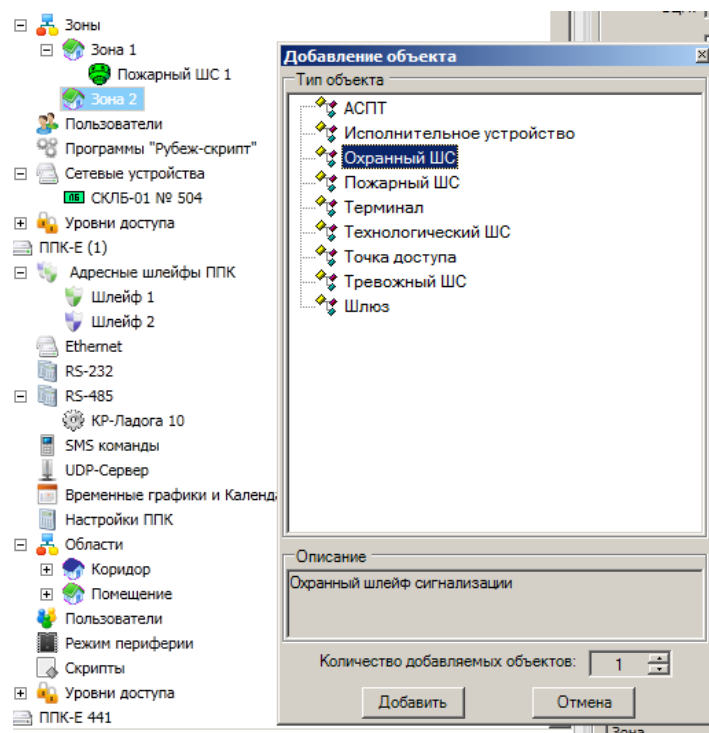 Зоны
Зона 1
Пожарный ШС 1
Зона 2
Пользователи
Программы "Рубеж-скрипт"
Сетевые устройства
ЛБ СКЛБ-01 № 504
Уровни доступа
ППК-Е (1)
Адресные шлейфы ППК
Шлейф 1
Шлейф 2
Ethernet
RS-232
RS-485
КР-Ладога 10
SMS команды
UDP-Сервер
Временные графики и Календ
Настройки ППК
Области
Коридор
Помещение
Пользователи
Режим периферии
Скрипты
Уровни доступа
ППК-Е 441
Добавление объекта
Тип объекта
АСПТ
Исполнительное устройство
Охранный ШС
Пожарный ШС
Терминал
Технологический ШС
Точка доступа
Тревожный ШС
Шлюз
Описание
Охранный шлейф сигнализации
Количество добавляемых объектов: 1
Добавить Отмена
Зона